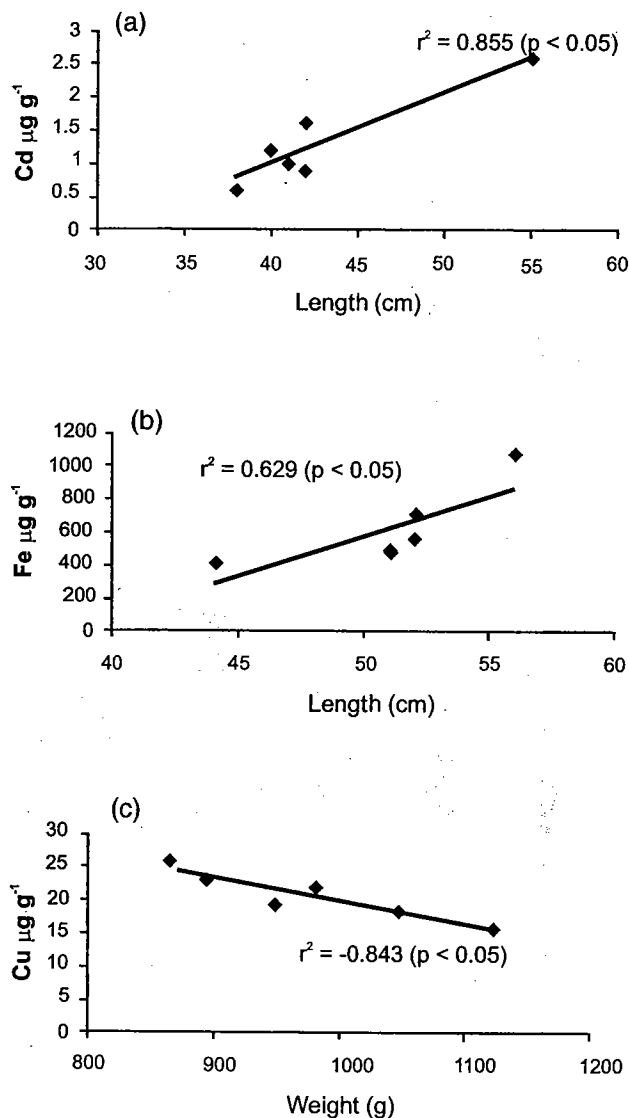 (a)
r² = 0.855 (p < 0.05)
Cd µg g⁻¹
3
2.5
2
1.5
1
0.5
0
30 35 40 45 50 55 60
Length (cm)
(b)
r² = 0.629 (p < 0.05)
Fe µg g⁻¹
1200
1000
800
600
400
200
0
40 45 50 55 60
Length (cm)
(c)
Cu µg g⁻¹
30
25
20
15
10
5
0
r² = -0.843 (p < 0.05)
800 900 1000 1100 1200
Weight (g)